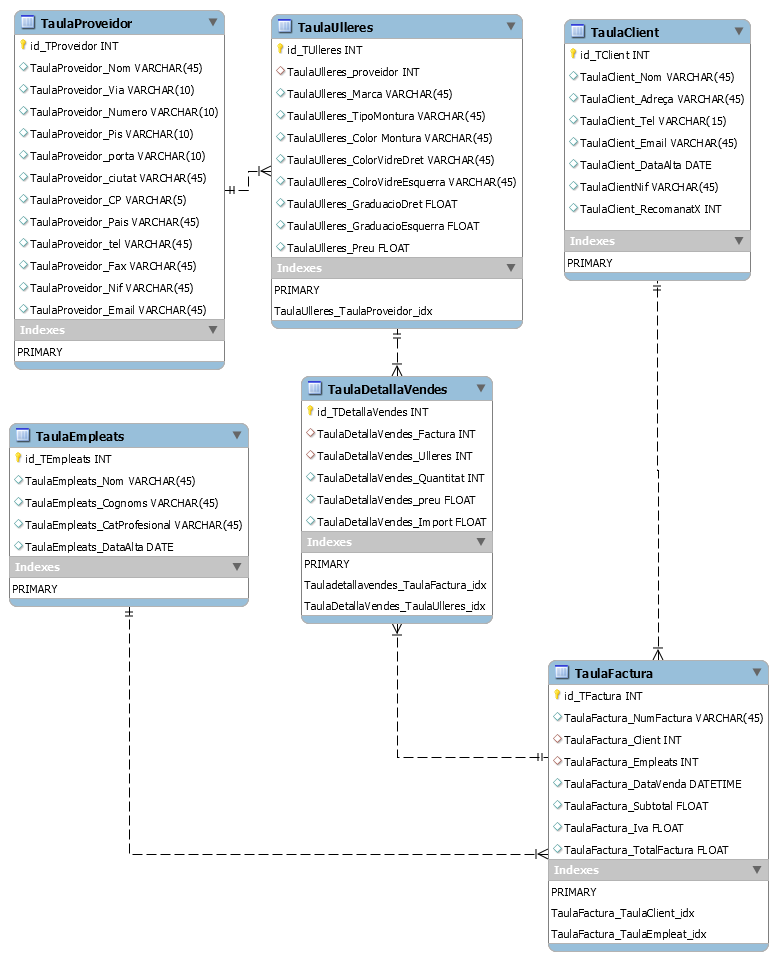 TaulaProveidor
id_TProveidor INT
TaulaProveidor_Nom VARCHAR(45)
TaulaProveidor_Via VARCHAR(10)
TaulaProveidor_Numero VARCHAR(10)
TaulaProveidor_Pis VARCHAR(10)
TaulaProveidor_porta VARCHAR(10)
TaulaProveidor_ciutat VARCHAR(45)
TaulaProveidor_CP VARCHAR(5)
TaulaProveidor_Pais VARCHAR(45)
TaulaProveidor_tel VARCHAR(45)
TaulaProveidor_Fax VARCHAR(45)
TaulaProveidor_Nif VARCHAR(45)
TaulaProveidor_Email VARCHAR(45)
Indexes
PRIMARY
TaulaUlleres
id_TUlleres INT
TaulaUlleres_proveidor INT
TaulaUlleres_Marca VARCHAR(45)
TaulaUlleres_TipoMontura VARCHAR(45)
TaulaUlleres_Color Montura VARCHAR(45)
TaulaUlleres_ColorVidreDret VARCHAR(45)
TaulaUlleres_ColroVidreEsquerra VARCHAR(45)
TaulaUlleres_GraduacioDret FLOAT
TaulaUlleres_GraduacioEsquerra FLOAT
TaulaUlleres_Preu FLOAT
Indexes
PRIMARY
TaulaUlleres_TaulaProveidor_idx
TaulaClient
id_TClient INT
TaulaClient_Nom VARCHAR(45)
TaulaClient_Adreça VARCHAR(45)
TaulaClient_Tel VARCHAR(15)
TaulaClient_Email VARCHAR(45)
TaulaClient_DataAlta DATE
TaulaClientNif VARCHAR(45)
TaulaClient_RecomanatX INT
Indexes
PRIMARY
TaulaDetallaVendes
id_TDetallaVendes INT
TaulaDetallaVendes_Factura INT
TaulaDetallaVendes_Ulleres INT
TaulaDetallaVendes_Quantitat INT
TaulaDetallaVendes_preu FLOAT
TaulaDetallaVendes_Import FLOAT
Indexes
PRIMARY
Tauladetallavendes_TaulaFactura_idx
TaulaDetallaVendes_TaulaUlleres_idx
TaulaEmpleats
id_TEmpleats INT
TaulaEmpleats_Nom VARCHAR(45)
TaulaEmpleats_Cognoms VARCHAR(45)
TaulaEmpleats_CatProfesional VARCHAR(45)
TaulaEmpleats_DataAlta DATE
Indexes
PRIMARY
TaulaFactura
id_TFactura INT
TaulaFactura_NumFactura VARCHAR(45)
TaulaFactura_Client INT
TaulaFactura_Empleats INT
TaulaFactura_DataVenda DATETIME
TaulaFactura_Subtotal FLOAT
TaulaFactura_Iva FLOAT
TaulaFactura_TotalFactura FLOAT
Indexes
PRIMARY
TaulaFactura_TaulaClient_idx
TaulaFactura_TaulaEmpleat_idx